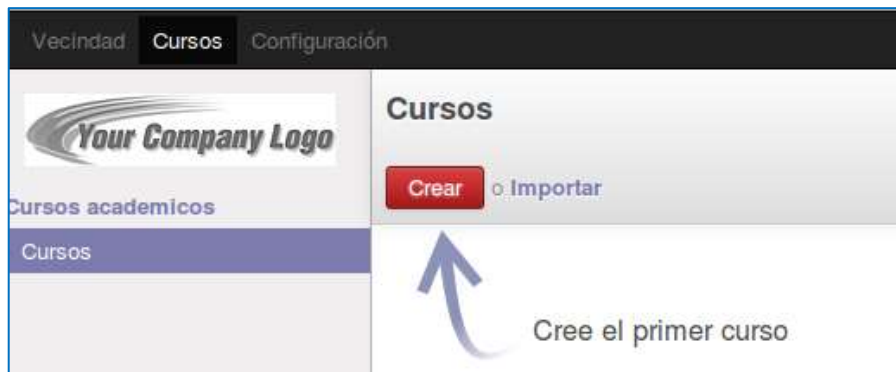 Vecindad Cursos Configuración
Your Company Logo
Cursos academicos
Cursos
Cursos
Crear o Importar
Cree el primer curso